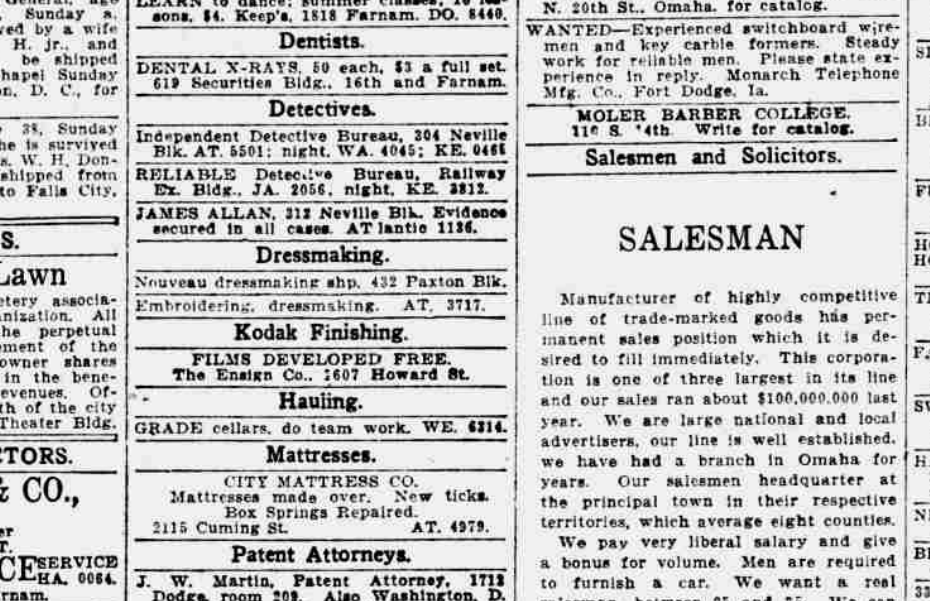 General, age
Sunday a.
ved by a wife
H. jr., and
be shipped
hapel Sunday
on, D. C., for
38, Sunday
he is survived
s. W. H. Don-
shipped from
to Falls City,
S.
Lawn
etery associa-
nization. All
he perpetual
ement of the
owner shares
in the bene-
evenues. Of-
th of the city
Theater Bldg.
CTORS.
& CO.,
er
T.
CE SERVICE
HA. 0064.
rnam.
LEARN to dance; summer classes, 10 les-
sons, $4. Keep's, 1818 Farnam. DO. 8440.
Dentists.
DENTAL X-RAYS, 50 each, $3 a full set.
619 Securities Bldg., 16th and Farnam.
Detectives.
Independent Detective Bureau, 304 Neville
Blk. AT. 5501; night, WA. 4045; KE. 0465
RELIABLE Detective Bureau, Railway
Ex. Bldg., JA. 2056, night, KE. 3812.
JAMES ALLAN, 312 Neville Blk. Evidence
secured in all cases. AT lantic 1136.
Dressmaking.
Nouveau dressmaking shp, 432 Paxton Blk.
Embroidering, dressmaking. AT. 3717.
Kodak Finishing.
FILMS DEVELOPED FREE.
The Ensign Co., 1607 Howard St.
Hauling.
GRADE cellars, do team work. WE. 6314.
Mattresses.
CITY MATTRESS CO.
Mattresses made over. New ticks.
Box Springs Repaired.
2115 Cuming St. AT. 4979.
Patent Attorneys.
J. W. Martin, Patent Attorney, 1712
Dodge, room 209. Also Washington, D.
N. 20th St., Omaha. for catalog.
WANTED—Experienced switchboard wire-
men and key carble formers. Steady
work for reliable men. Please state ex-
perience in reply. Monarch Telephone
Mfg. Co., Fort Dodge, Ia.
MOLER BARBER COLLEGE.
110 S. 14th. Write for catalog.
Salesmen and Solicitors.
SALESMAN
Manufacturer of highly competitive
line of trade-marked goods has per-
manent sales position which it is de-
sired to fill immediately. This corpora-
tion is one of three largest in its line
and our sales ran about $100,000,000 last
year. We are large national and local
advertisers, our line is well established,
we have had a branch in Omaha for
years. Our salesmen headquarter at
the principal town in their respective
territories, which average eight counties.
We pay very liberal salary and give
a bonus for volume. Men are required
to furnish a car. We want a real